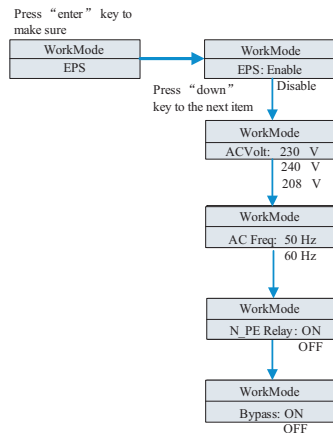 Press “enter” key to
make sure
WorkMode
EPS
WorkMode
EPS: Enable
Disable
Press “down”
key to the next item
WorkMode
ACVolt: 230 V
240 V
208 V
WorkMode
AC Freq: 50 Hz
60 Hz
WorkMode
N_PE Relay: ON
OFF
WorkMode
Bypass: ON
OFF